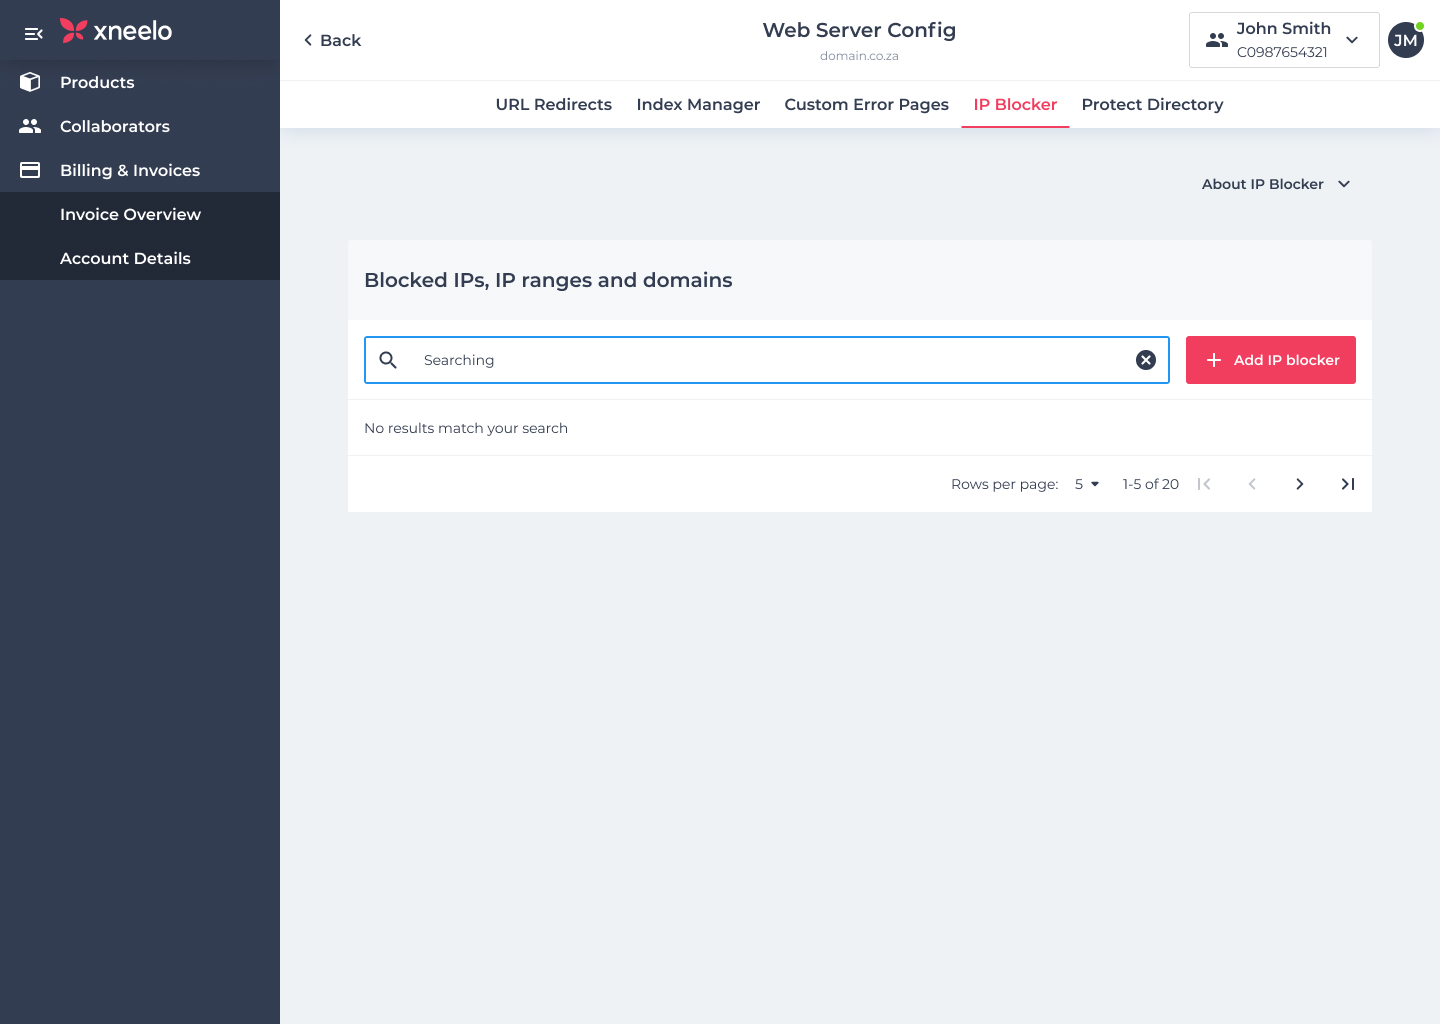 xneelo
Products
Collaborators
Billing & Invoices
Invoice Overview
Account Details
Back
Web Server Config
domain.co.za
John Smith
C0987654321
JM
URL Redirects
Index Manager
Custom Error Pages
IP Blocker
Protect Directory
About IP Blocker
Blocked IPs, IP ranges and domains
Searching
Add IP blocker
No results match your search
Rows per page: 5 1-5 of 20